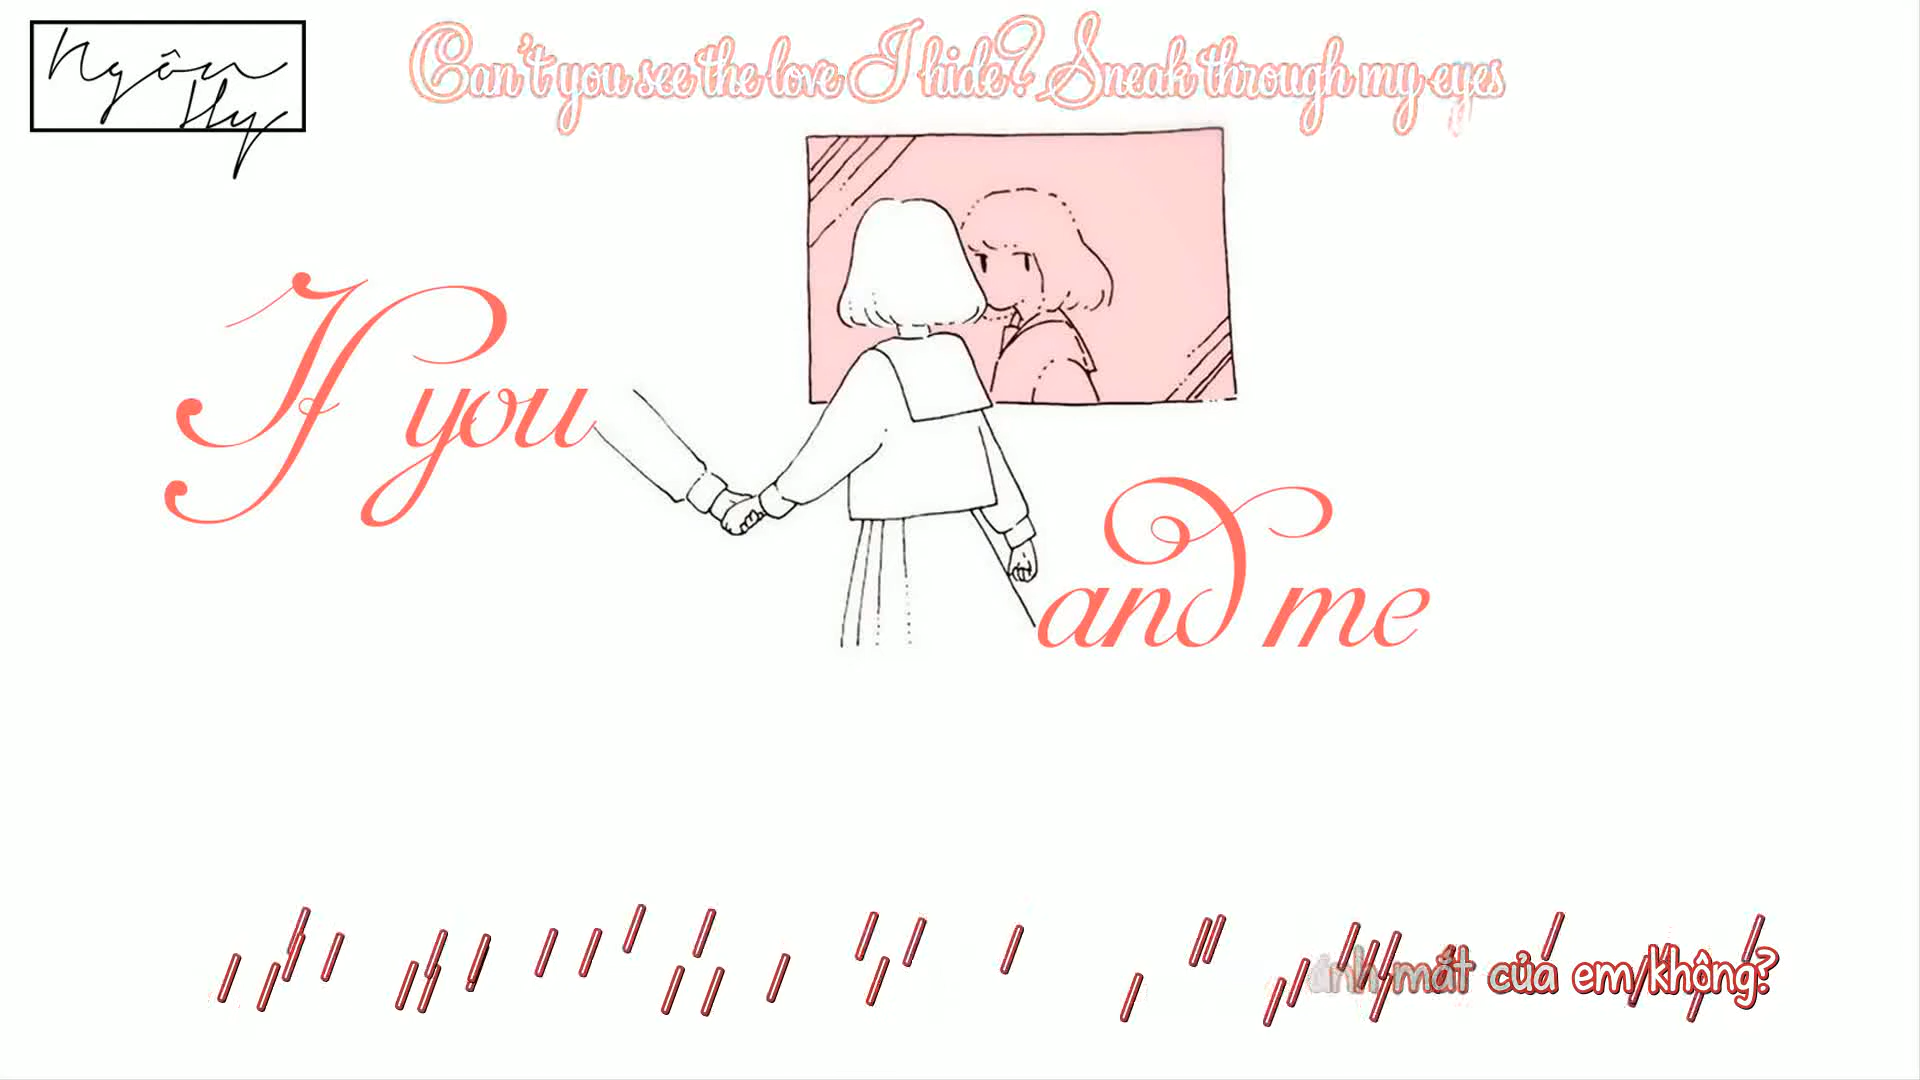 Ngôn
Hy
Can't you see the love I hide? Sneak through my eyes
If you
and me
ánh mắt của em không?